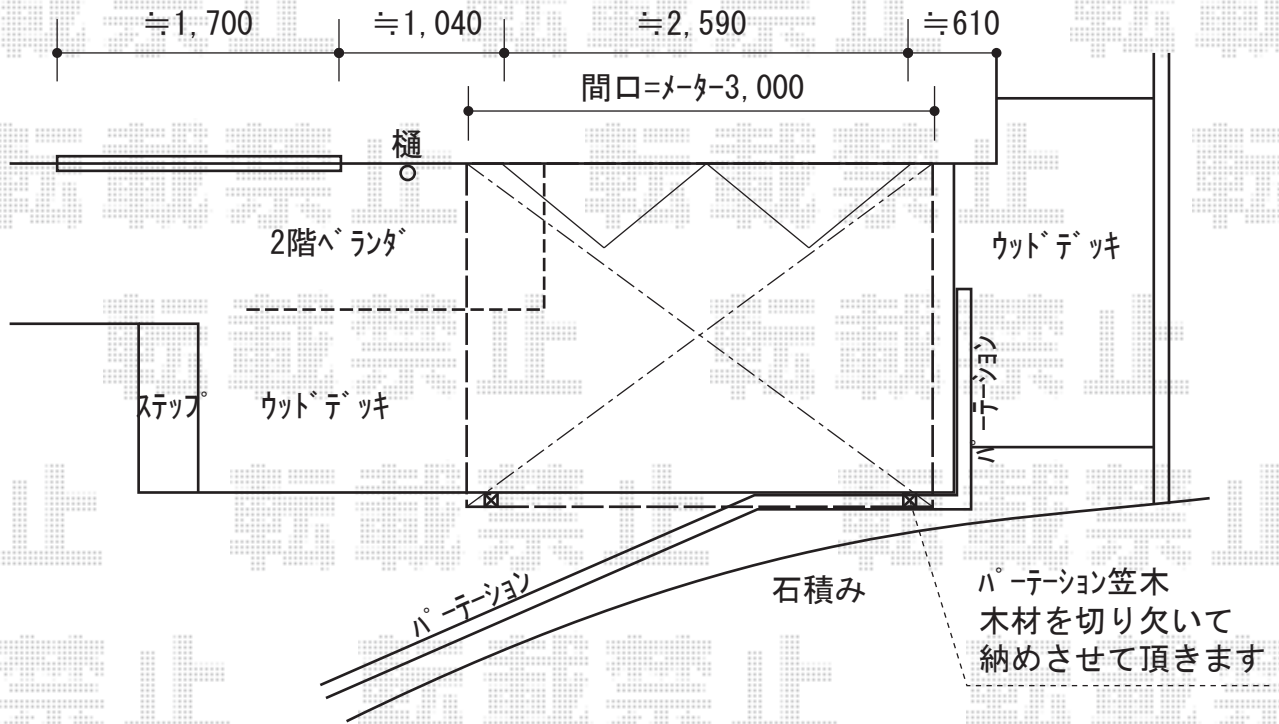 ≒1,700 ≒1,040 ≒2,590 ≒610
間口=ﾒｰﾀｰ3,000
樋
2階ﾍﾞﾗﾝﾀﾞ
ｳｯﾄﾞﾃﾞｯｷ
ｽﾃｯﾌﾟ
ｳｯﾄﾞﾃﾞｯｷ
ﾊﾟｰﾃｰｼｮﾝ
ﾊﾟｰﾃｰｼｮﾝ
石積み
ﾊﾟｰﾃｰｼｮﾝ笠木
木材を切り欠いて
納めさせて頂きます
転載禁止